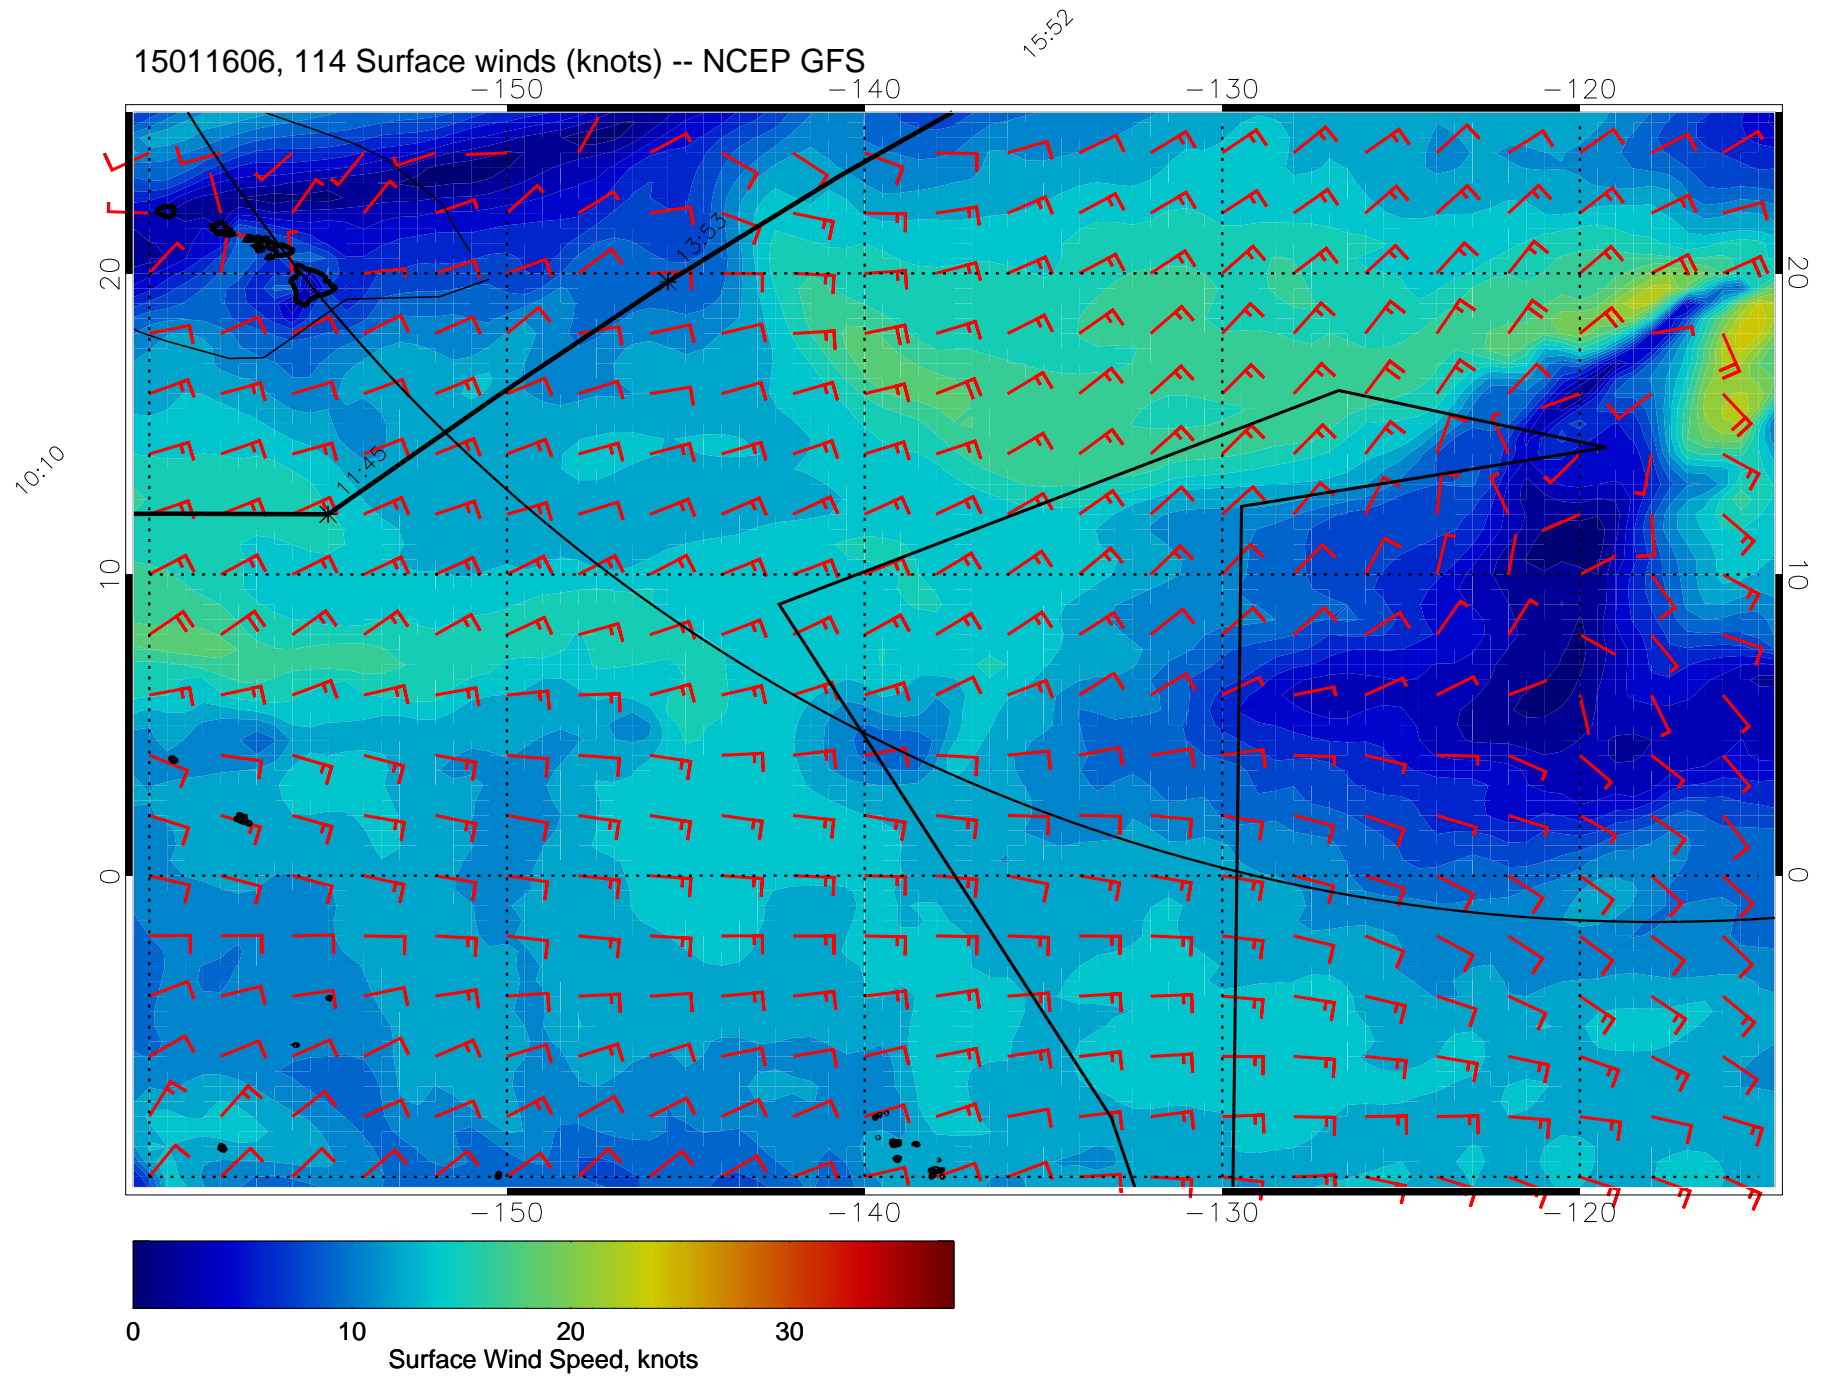 15:52
15011606, 114 Surface winds (knots) -- NCEP GFS
−150 −140 −130 −120
13:53
20 20
11:45
10:10
10 10
0 0
−150 −140 −130 −120
0 10 20 30
Surface Wind Speed, knots